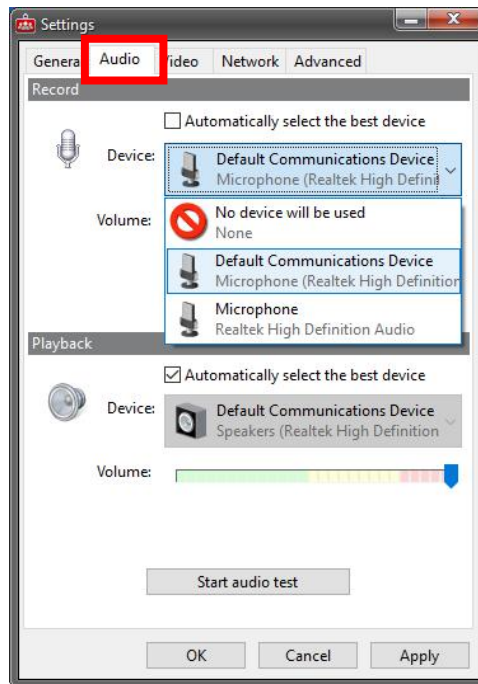 Settings
General Audio Video Network Advanced
Record
Automatically select the best device
Device:
Default Communications Device
Microphone (Realtek High Defini
Volume:
No device will be used
None
Default Communications Device
Microphone (Realtek High Definition
Microphone
Realtek High Definition Audio
Playback
Automatically select the best device
Device:
Default Communications Device
Speakers (Realtek High Definition
Volume:
Start audio test
OK Cancel Apply